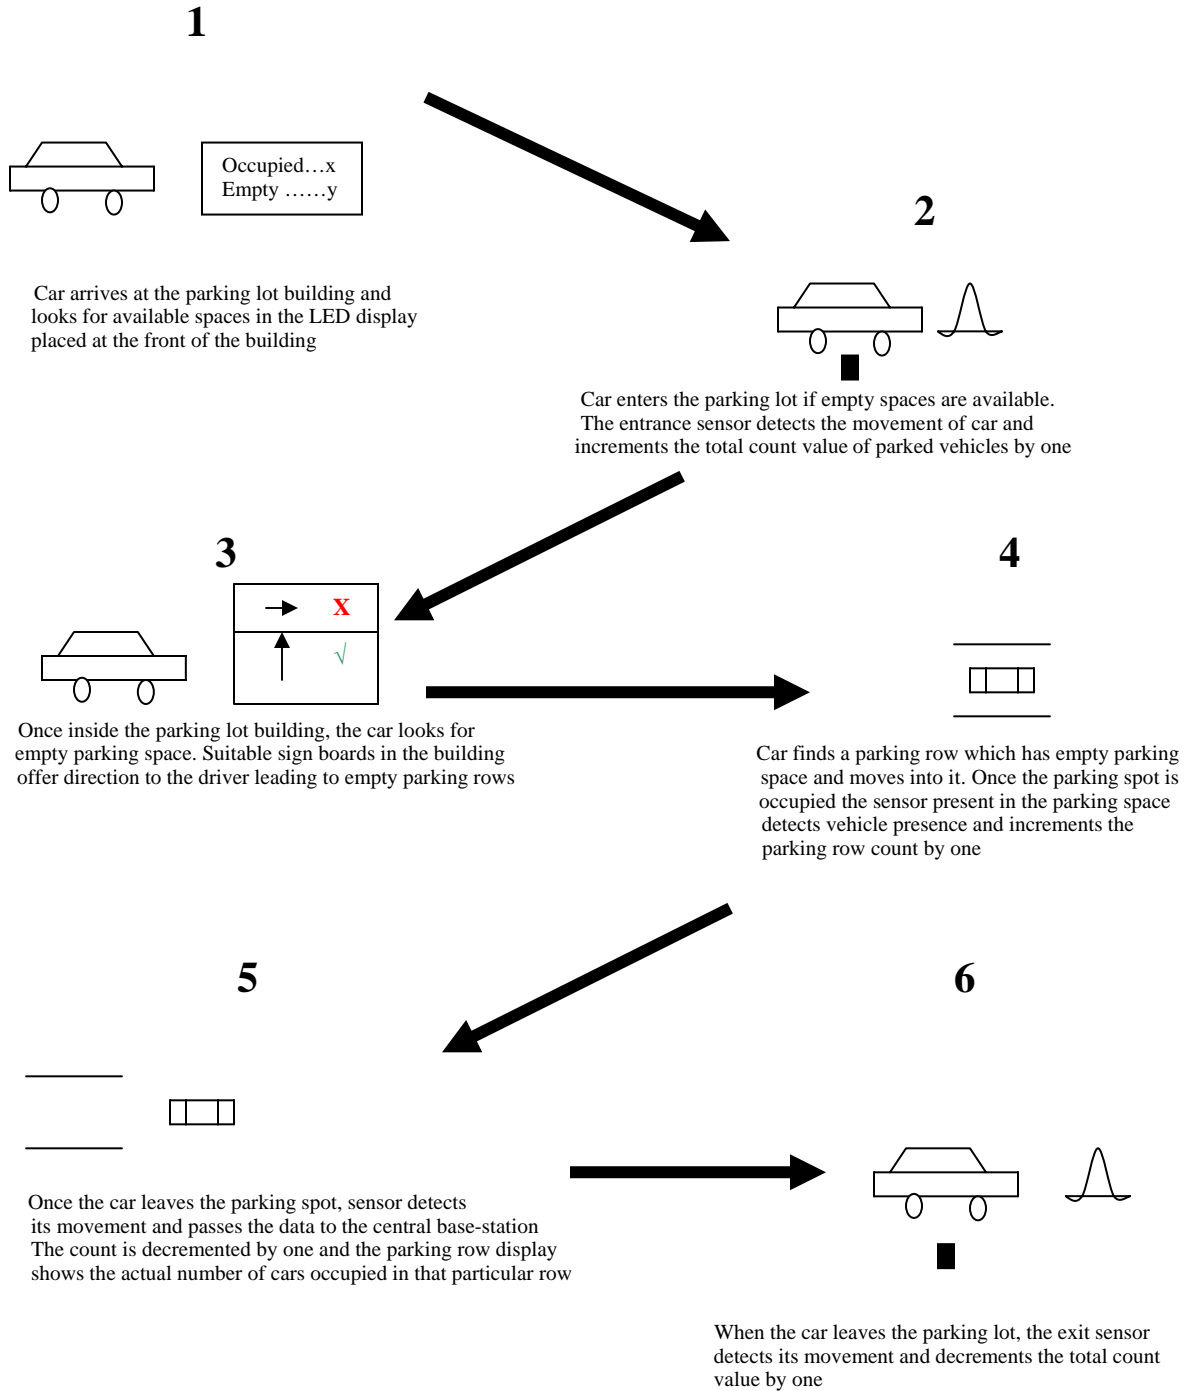 1
Occupied...x
Empty ......y
Car arrives at the parking lot building and
looks for available spaces in the LED display
placed at the front of the building
2
Car enters the parking lot if empty spaces are available.
The entrance sensor detects the movement of car and
increments the total count value of parked vehicles by one
3
X
√
Once inside the parking lot building, the car looks for
empty parking space. Suitable sign boards in the building
offer direction to the driver leading to empty parking rows
4
Car finds a parking row which has empty parking
space and moves into it. Once the parking spot is
occupied the sensor present in the parking space
detects vehicle presence and increments the
parking row count by one
5
Once the car leaves the parking spot, sensor detects
its movement and passes the data to the central base-station
The count is decremented by one and the parking row display
shows the actual number of cars occupied in that particular row
6
When the car leaves the parking lot, the exit sensor
detects its movement and decrements the total count
value by one